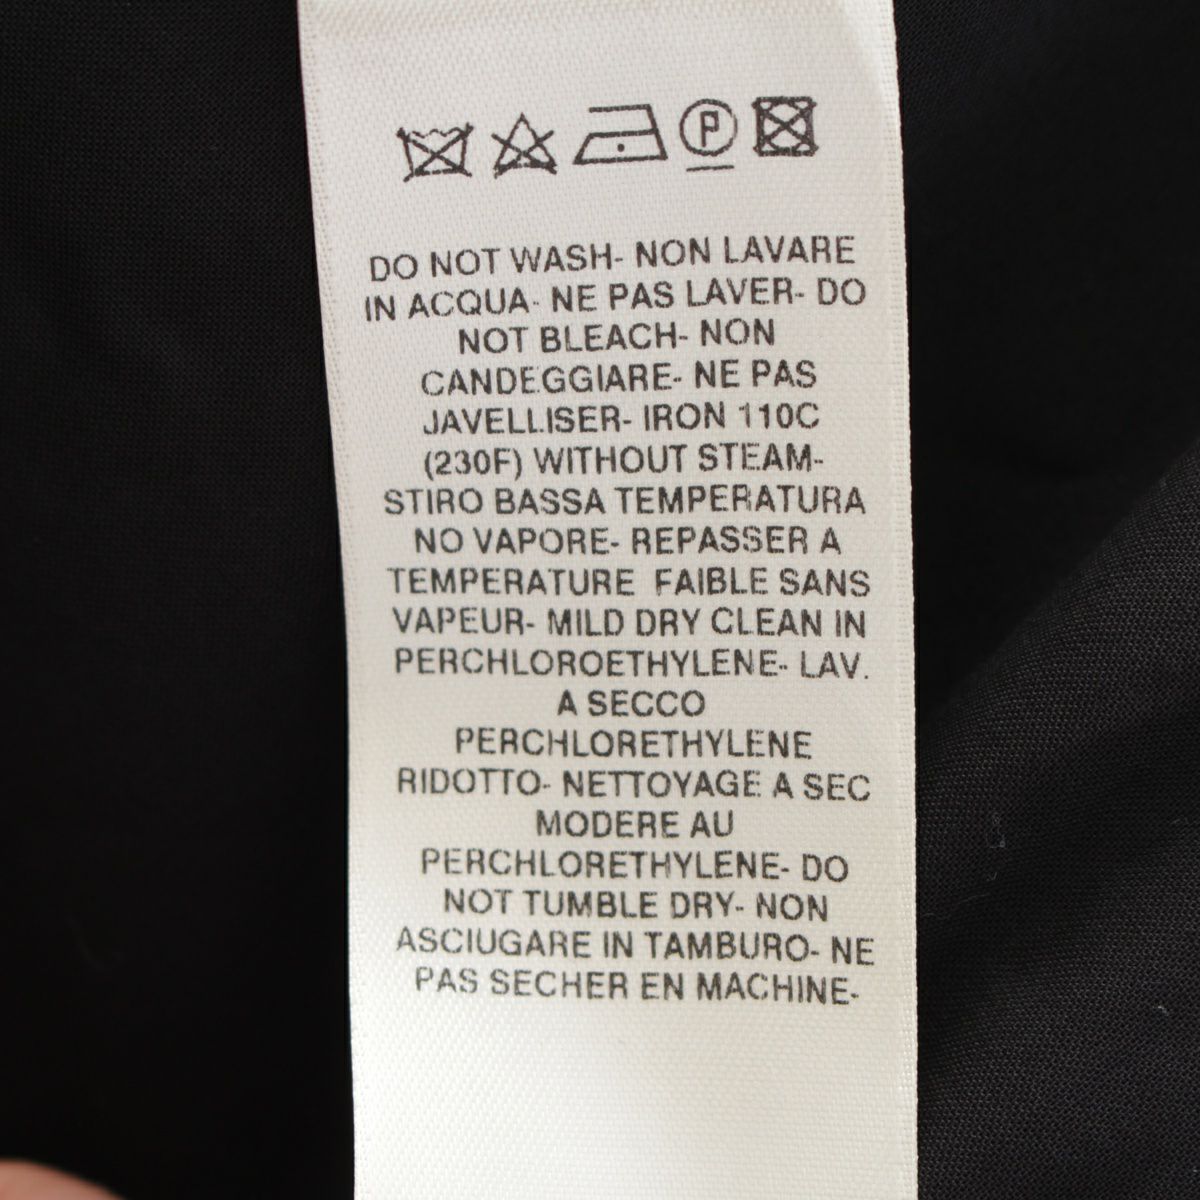 P
DO NOT WASH- NON LAVARE
IN ACQUA- NE PAS LAVER- DO
NOT BLEACH- NON
CANDEGGIARE- NE PAS
JAVELLISER- IRON 110C
(230F) WITHOUT STEAM-
STIRO BASSA TEMPERATURA
NO VAPORE- REPASSER A
TEMPERATURE FAIBLE SANS
VAPEUR- MILD DRY CLEAN IN
PERCHLOROETHYLENE- LAV.
A SECCO
PERCHLORETHYLENE
RIDOTTO- NETTOYAGE A SEC
MODERE AU
PERCHLORETHYLENE- DO
NOT TUMBLE DRY- NON
ASCIUGARE IN TAMBURO- NE
PAS SECHER EN MACHINE-